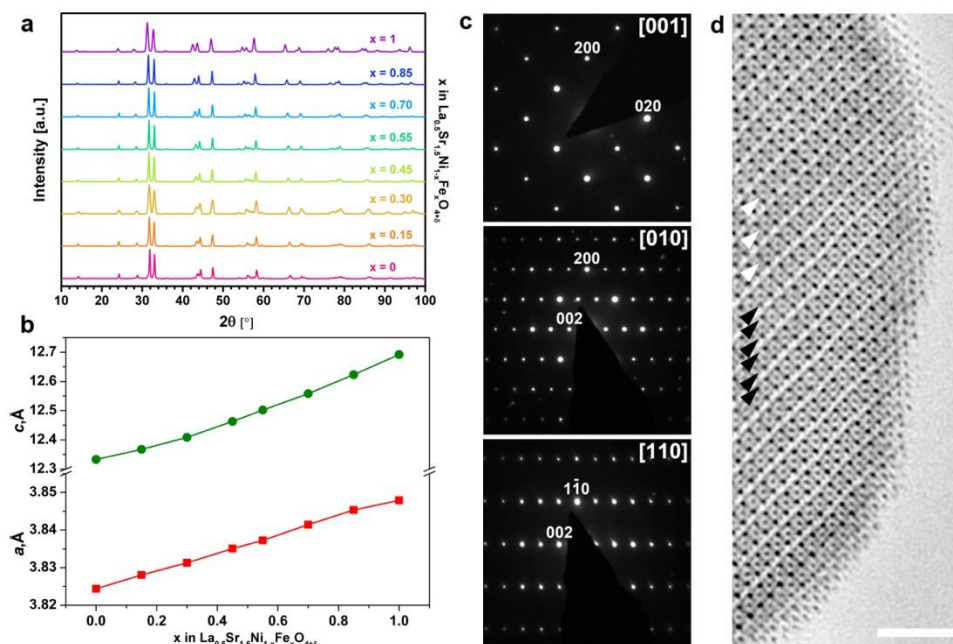 a
Intensity [a.u.]
x = 1
x = 0.85
x = 0.70
x = 0.55
x = 0.45
x = 0.30
x = 0.15
x = 0
x in La0.5Sr1.5Ni1-xFexO4+δ
10 20 30 40 50 60 70 80 90 100
2θ [°]
b
12.7
12.6
12.5
12.4
12.3
c,Å
3.85
3.84
3.83
3.82
a,Å
0.0 0.2 0.4 0.6 0.8 1.0
x in La0.5Sr1.5Ni1-xFexO4+δ
c
[001]
200
020
[010]
200
002
[110]
11̄0
002
d